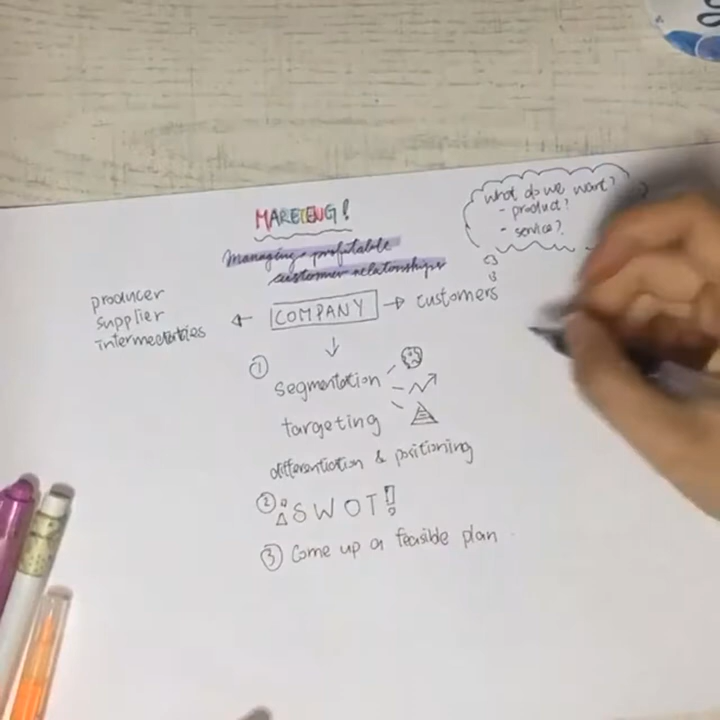 MARETENG!
Managing profitable
customer relationships
what do we want?
- product?
- service?
producer
supplier
intermediaries
COMPANY
customers
①
segmentation
targeting
differentiation & positioning
② SWOT!
③ Come up a feasible plan